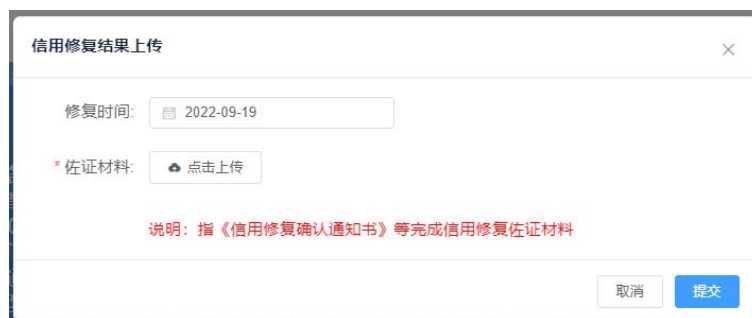 信用修复结果上传
修复时间: 2022-09-19
*佐证材料: 点击上传
说明：指《信用修复确认通知书》等完成信用修复佐证材料
取消 提交